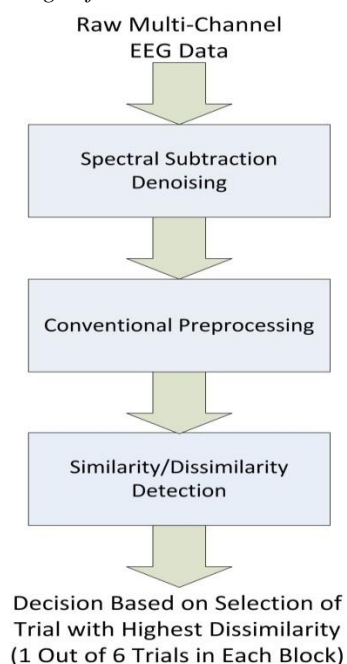 Raw Multi-Channel
EEG Data
Spectral Subtraction
Denoising
Conventional Preprocessing
Similarity/Dissimilarity
Detection
Decision Based on Selection of
Trial with Highest Dissimilarity
(1 Out of 6 Trials in Each Block)